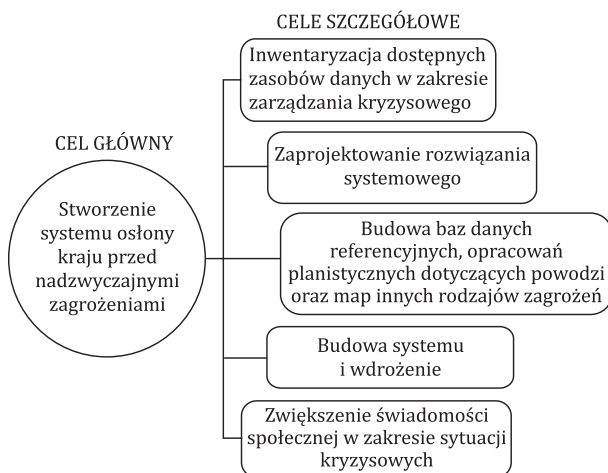 CELE SZCZEGÓŁOWE
Inwentaryzacja dostępnych
zasobów danych w zakresie
zarządzania kryzysowego
CEL GŁÓWNY
Stworzenie
systemu osłony
kraju przed
nadzwyczajnymi
zagrożeniami
Zaprojektowanie rozwiązania
systemowego
Budowa baz danych
referencyjnych, opracowań
planistycznych dotyczących powodzi
oraz map innych rodzajów zagrożeń
Budowa systemu
i wdrożenie
Zwiększenie świadomości
społecznej w zakresie sytuacji
kryzysowych